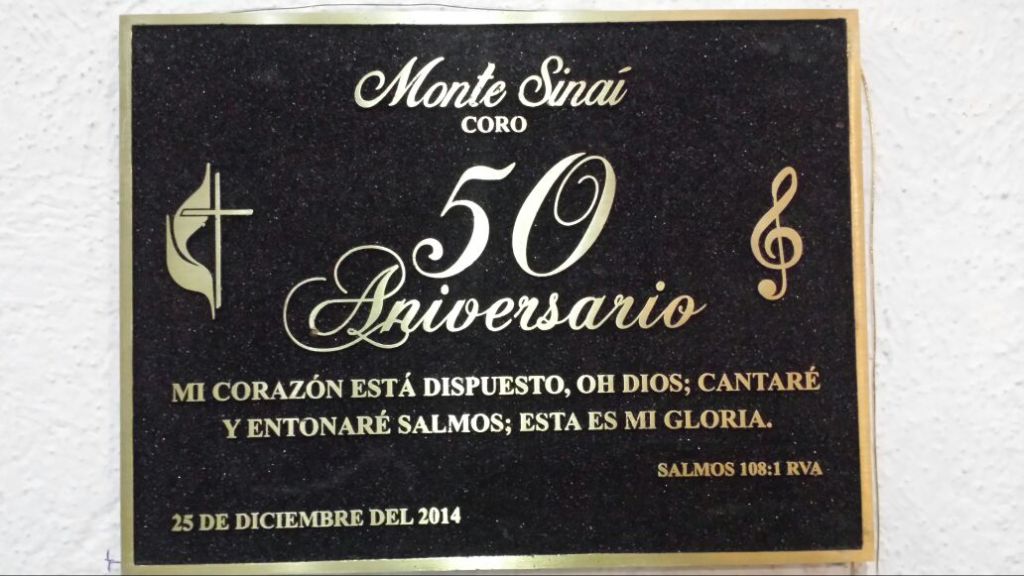 Monte Sinaí
CORO
50
Aniversario
MI CORAZÓN ESTÁ DISPUESTO, OH DIOS; CANTARÉ
Y ENTONARÉ SALMOS; ESTA ES MI GLORIA.
SALMOS 108:1 RVA
25 DE DICIEMBRE DEL 2014